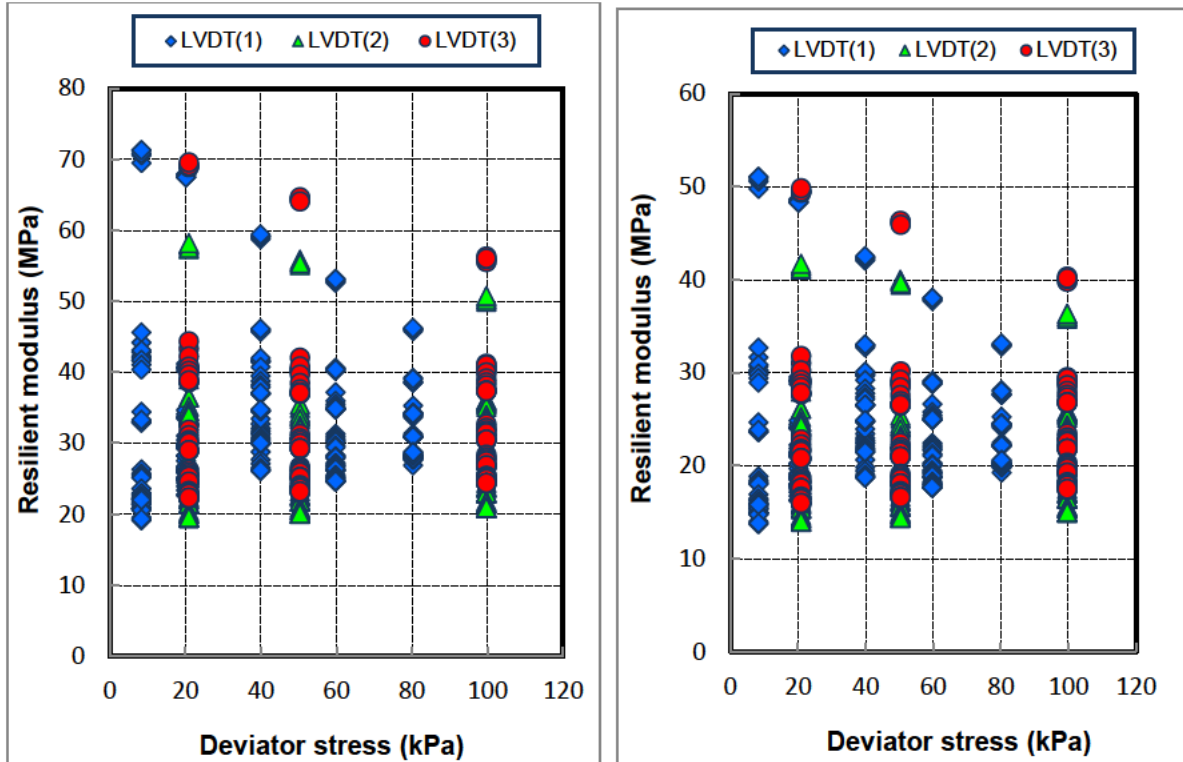 LVDT(1) LVDT(2) LVDT(3)
80
70
60
50
40
30
20
10
0
Resilient modulus (MPa)
0 20 40 60 80 100 120
Deviator stress (kPa)
LVDT(1) LVDT(2) LVDT(3)
60
50
40
30
20
10
0
Resilient modulus (MPa)
0 20 40 60 80 100 120
Deviator stress (kPa)